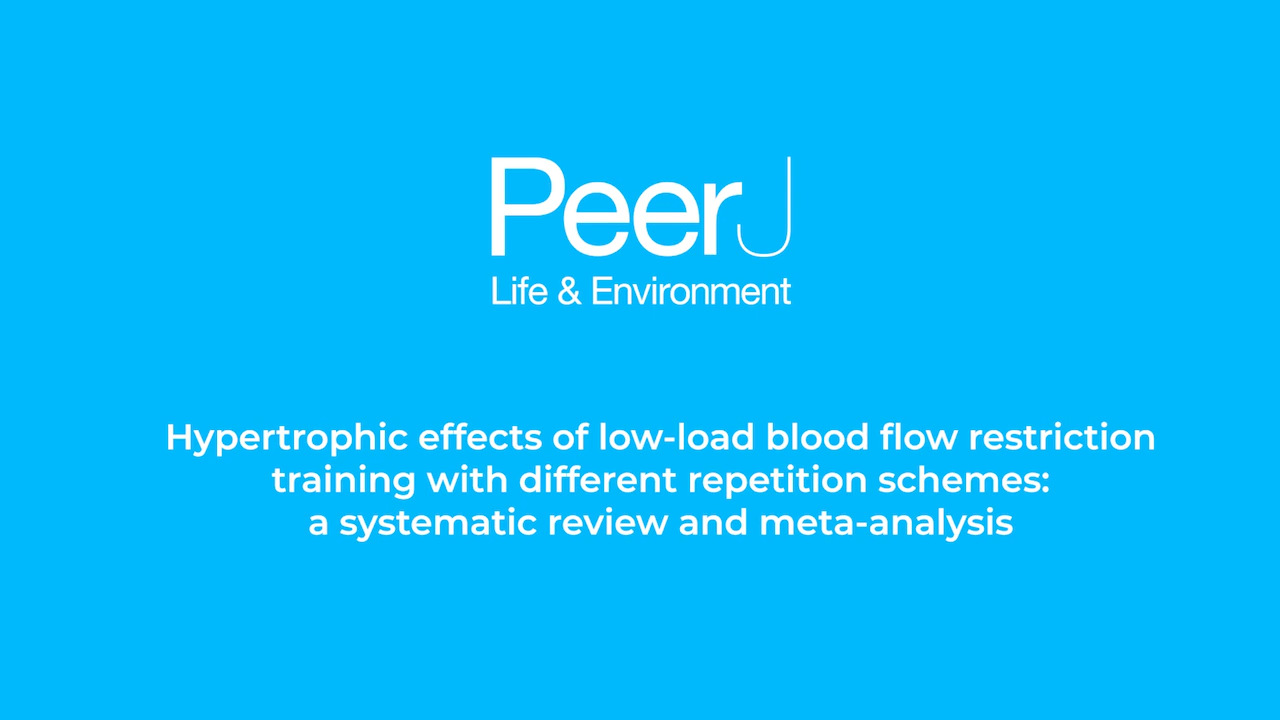 PeerJ
Life & Environment
Hypertrophic effects of low-load blood flow restriction
training with different repetition schemes:
a systematic review and meta-analysis